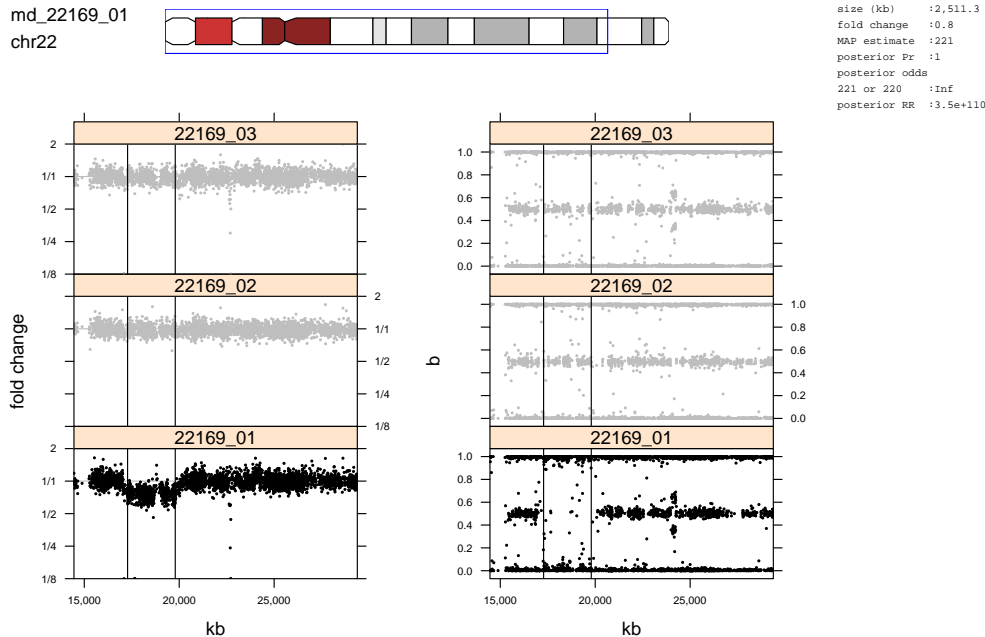 md_22169_01
chr22
size (kb) :2,511.3
fold change :0.8
MAP estimate :221
posterior Pr :1
posterior odds
221 or 220 :Inf
posterior RR :3.5e+110
22169_03
2
1/1
1/2
1/4
1/8
22169_02
2
1/1
1/2
1/4
1/8
22169_01
2
1/1
1/2
1/4
1/8
15,000 20,000 25,000
kb
fold change
22169_03
1.0
0.8
0.6
0.4
0.2
0.0
22169_02
1.0
0.8
0.6
0.4
0.2
0.0
22169_01
1.0
0.8
0.6
0.4
0.2
0.0
15,000 20,000 25,000
kb
b